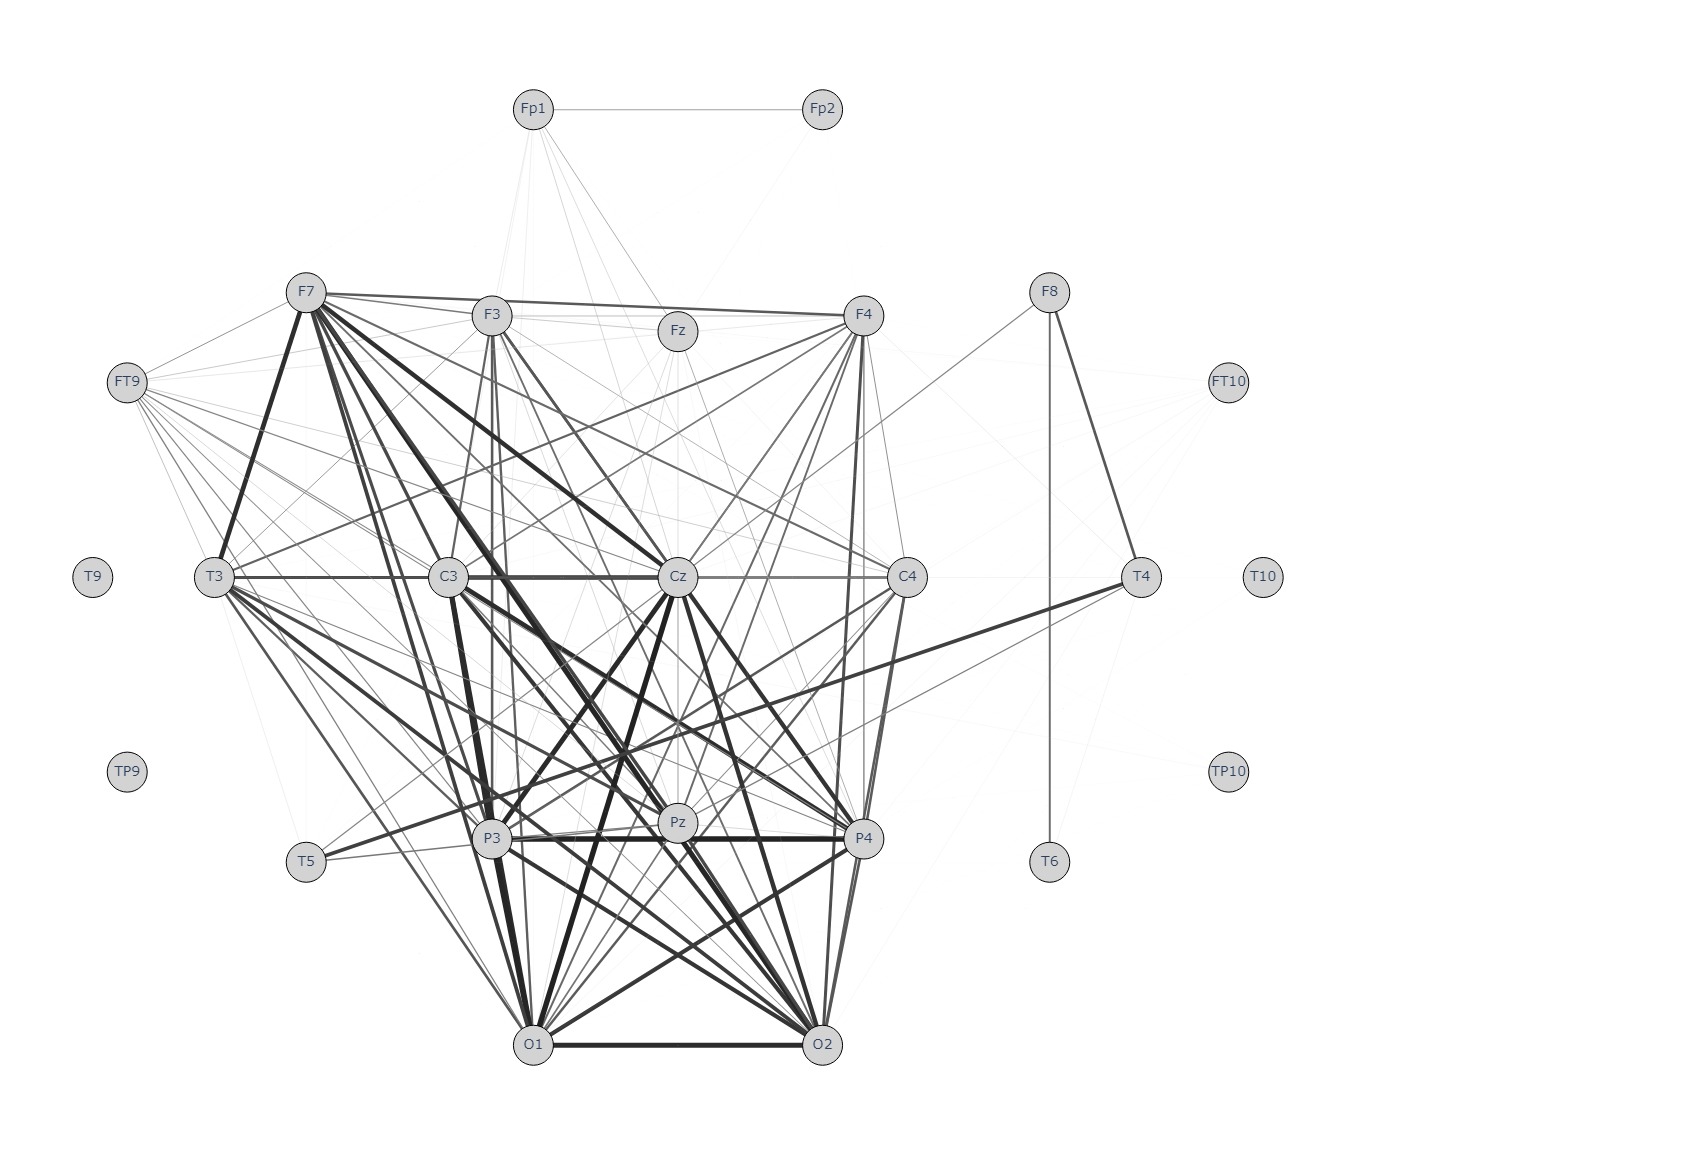 Fp1 Fp2
F7 F3 Fz F4 F8
FT9 FT10
T9 T3 C3 Cz C4 T4 T10
TP9 TP10
T5 P3 Pz P4 T6
O1 O2